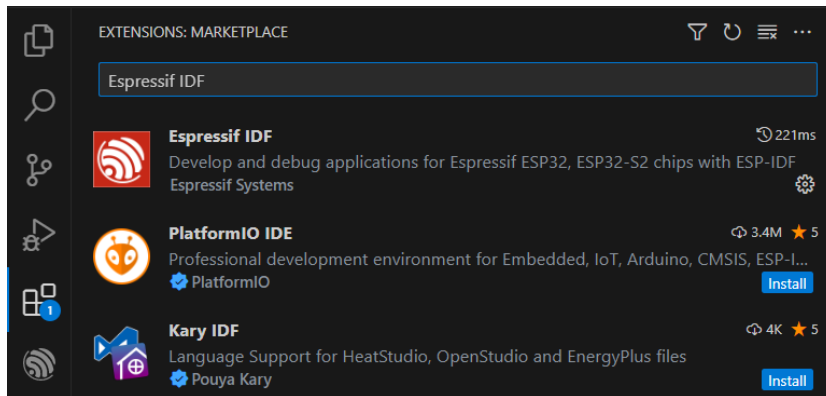 EXTENSIONS: MARKETPLACE
Espressif IDF
Espressif IDF 221ms
Develop and debug applications for Espressif ESP32, ESP32-S2 chips with ESP-IDF
Espressif Systems
PlatformIO IDE 3.4M 5
Professional development environment for Embedded, IoT, Arduino, CMSIS, ESP-I...
PlatformIO Install
Kary IDF 4K 5
Language Support for HeatStudio, OpenStudio and EnergyPlus files
1 Pouya Kary Install